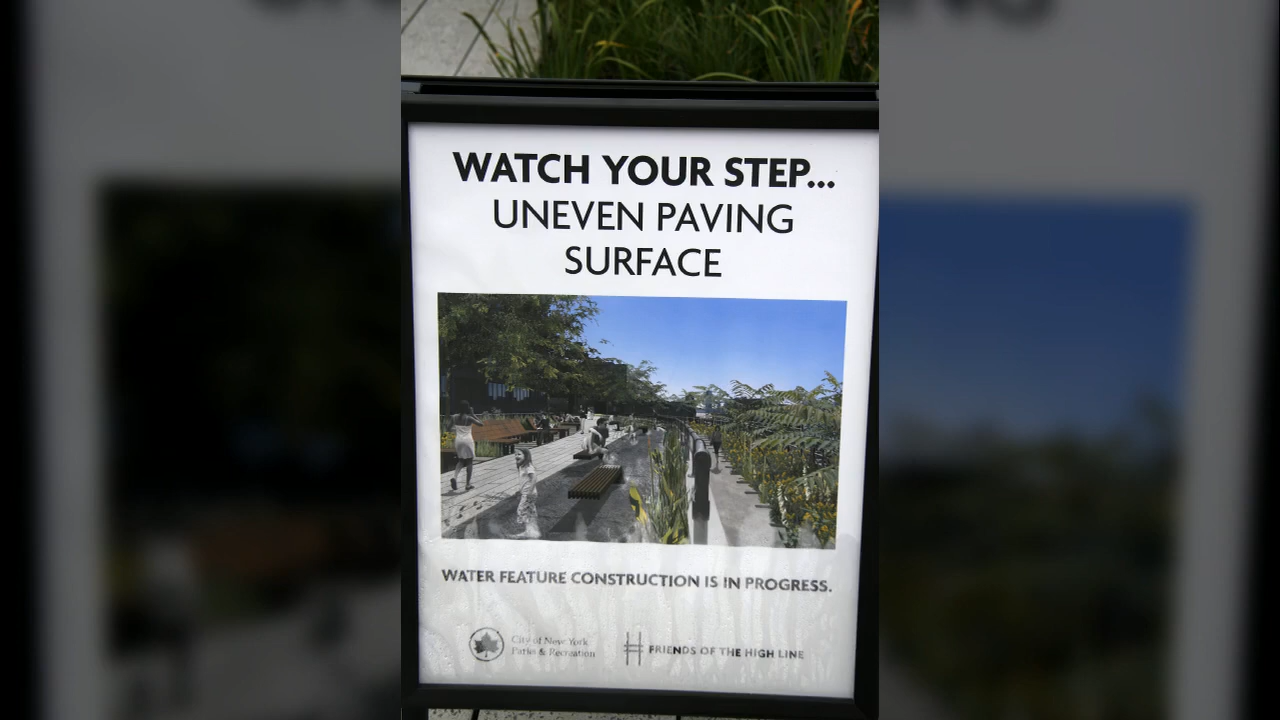 WATCH YOUR STEP...
UNEVEN PAVING
SURFACE
WATER FEATURE CONSTRUCTION IS IN PROGRESS.
City of New York
Parks & Recreation
FRIENDS OF THE HIGH LINE